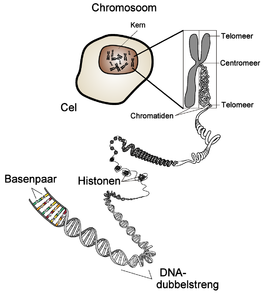 Chromosoom
Kern
Telomeer
Centromeer
Telomeer
Cel
Chromatiden
Basenpaar
Histonen
DNA-
dubbelstreng